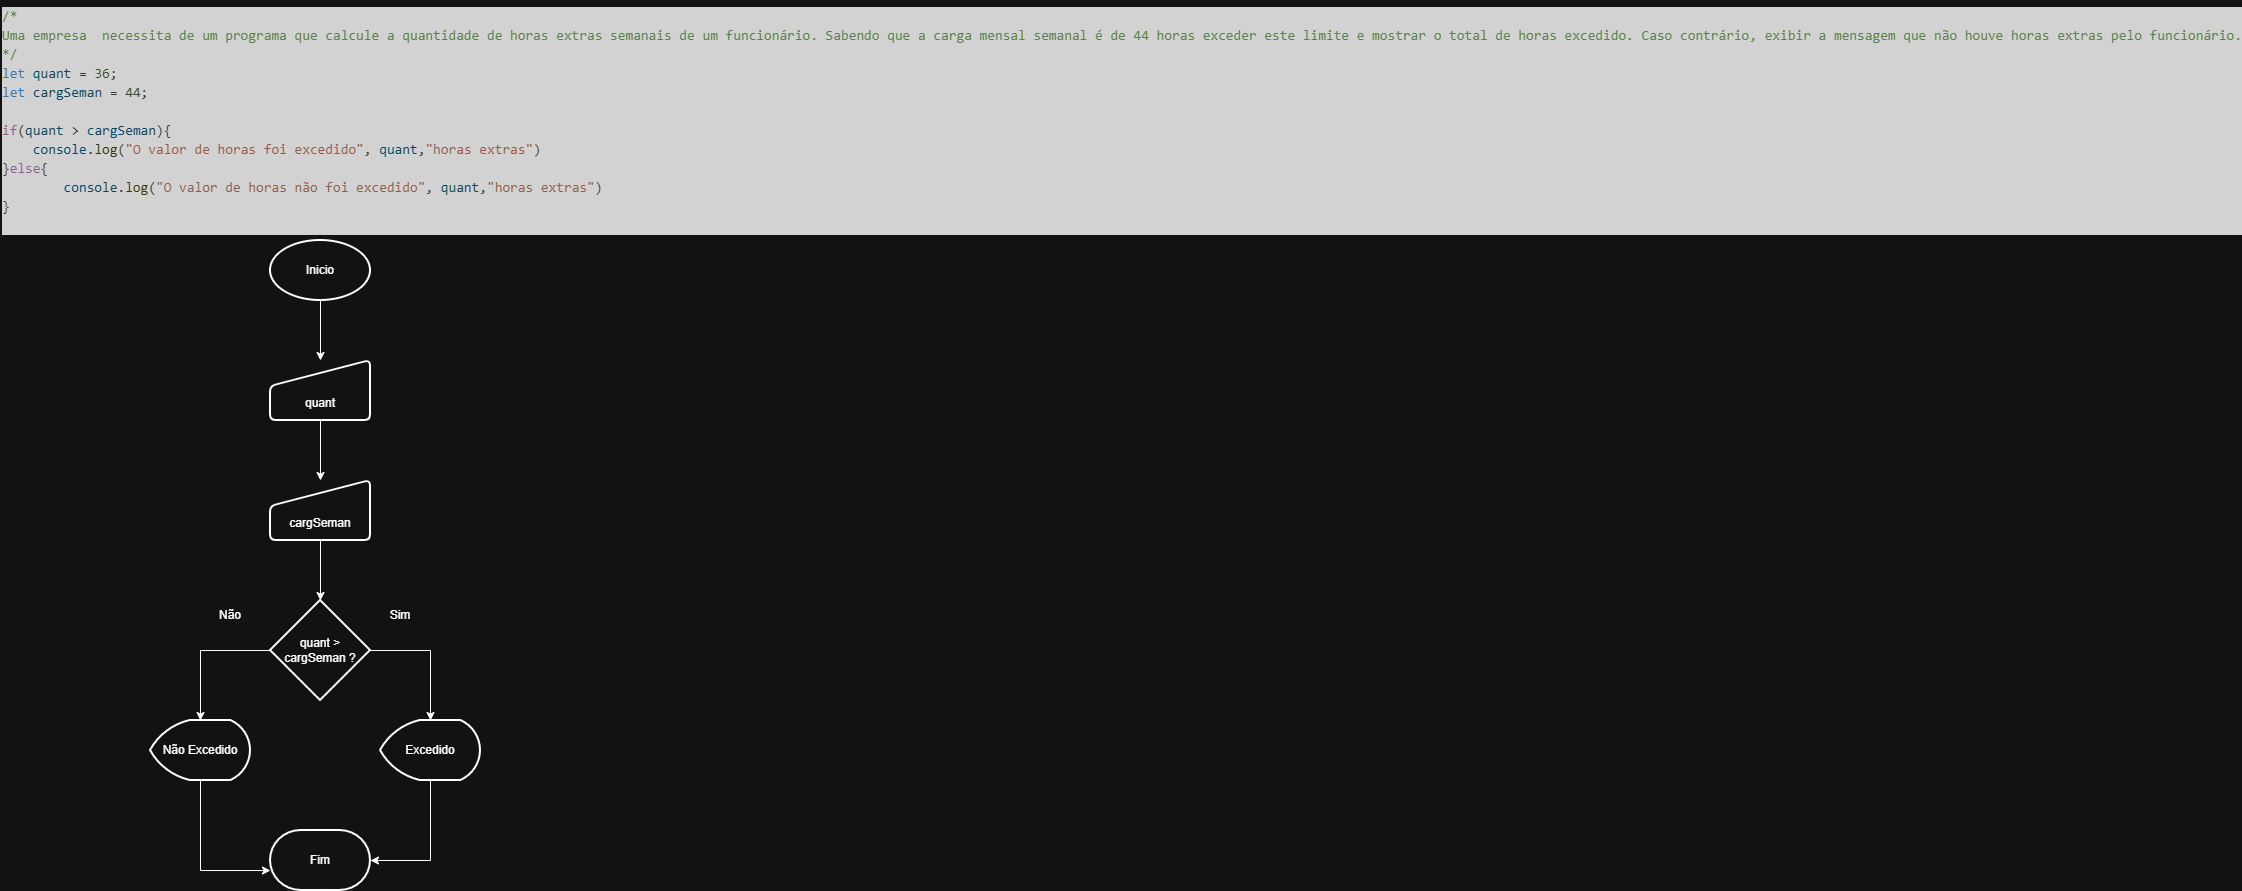 /*
Uma empresa  necessita de um programa que calcule a quantidade de horas extras semanais de um funcionário. Sabendo que a carga mensal semanal é de 44 horas exceder este limite e mostrar o total de horas excedido. Caso contrário, exibir a mensagem que não houve horas extras pelo funcionário.
*/
let quant = 36;
let cargSeman = 44;
if(quant > cargSeman){
    console.log("O valor de horas foi excedido", quant,"horas extras")
}else{
        console.log("O valor de horas não foi excedido", quant,"horas extras")
}
Inicio
quant
cargSeman
Não
Sim
quant >
cargSeman ?
Não Excedido
Excedido
Fim